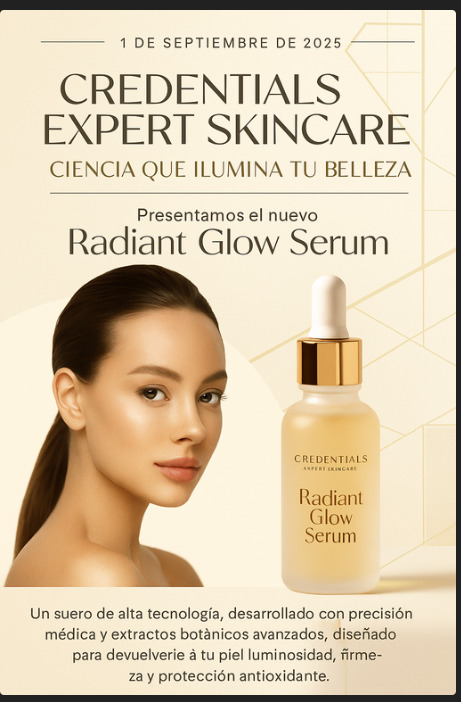 1 DE SEPTIEMBRE DE 2025
CREDENTIALS
EXPERT SKINCARE
CIENCIA QUE ILUMINA TU BELLEZA
Presentamos el nuevo
Radiant Glow Serum
CREDENTIALS
EXPERT SKINCARE
Radiant
Glow
Serum
Un suero de alta tecnología, desarrollado con precisión
médica y extractos botànicos avanzados, diseñado
para devuelverie à tu piel luminosidad, firme-
za y protección antioxidante.